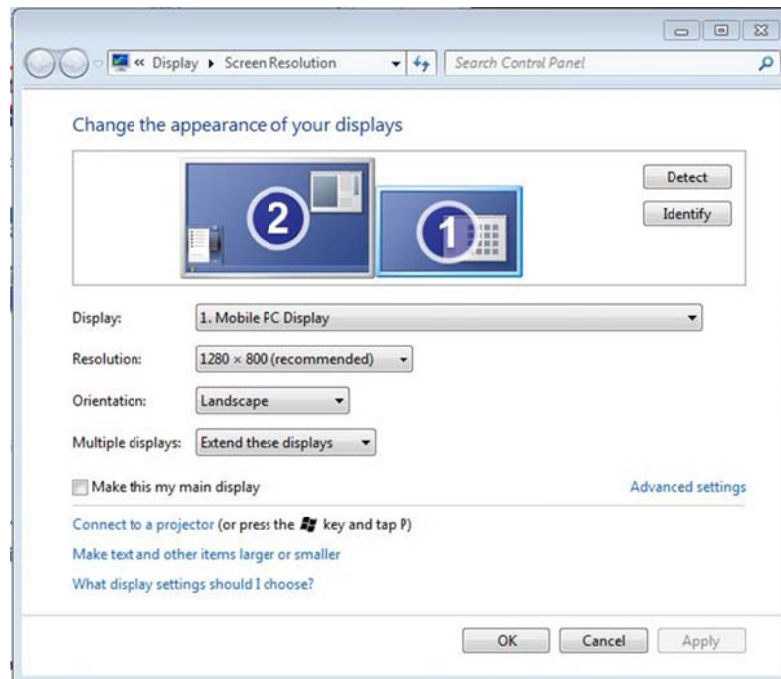 « Display ▸ Screen Resolution
Search Control Panel
Change the appearance of your displays
2
1
Detect
Identify
Display: 1. Mobile PC Display
Resolution: 1280 × 800 (recommended)
Orientation: Landscape
Multiple displays: Extend these displays
Make this my main display
Advanced settings
Connect to a projector (or press the key and tap P)
Make text and other items larger or smaller
What display settings should I choose?
OK Cancel Apply